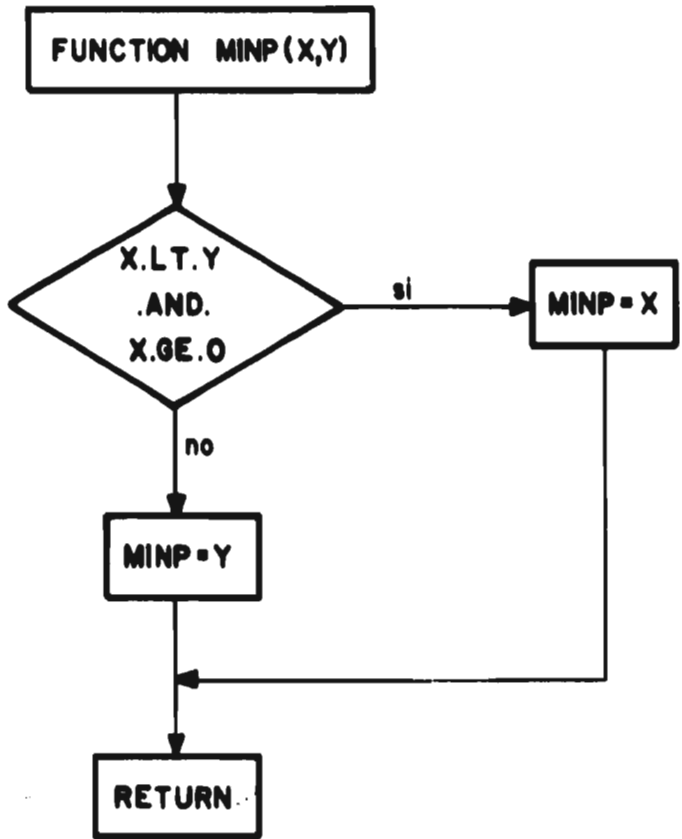 FUNCTION MINP(X,Y)
X.LT.Y
.AND.
X.GE.O
si
MINP=X
no
MINP=Y
RETURN